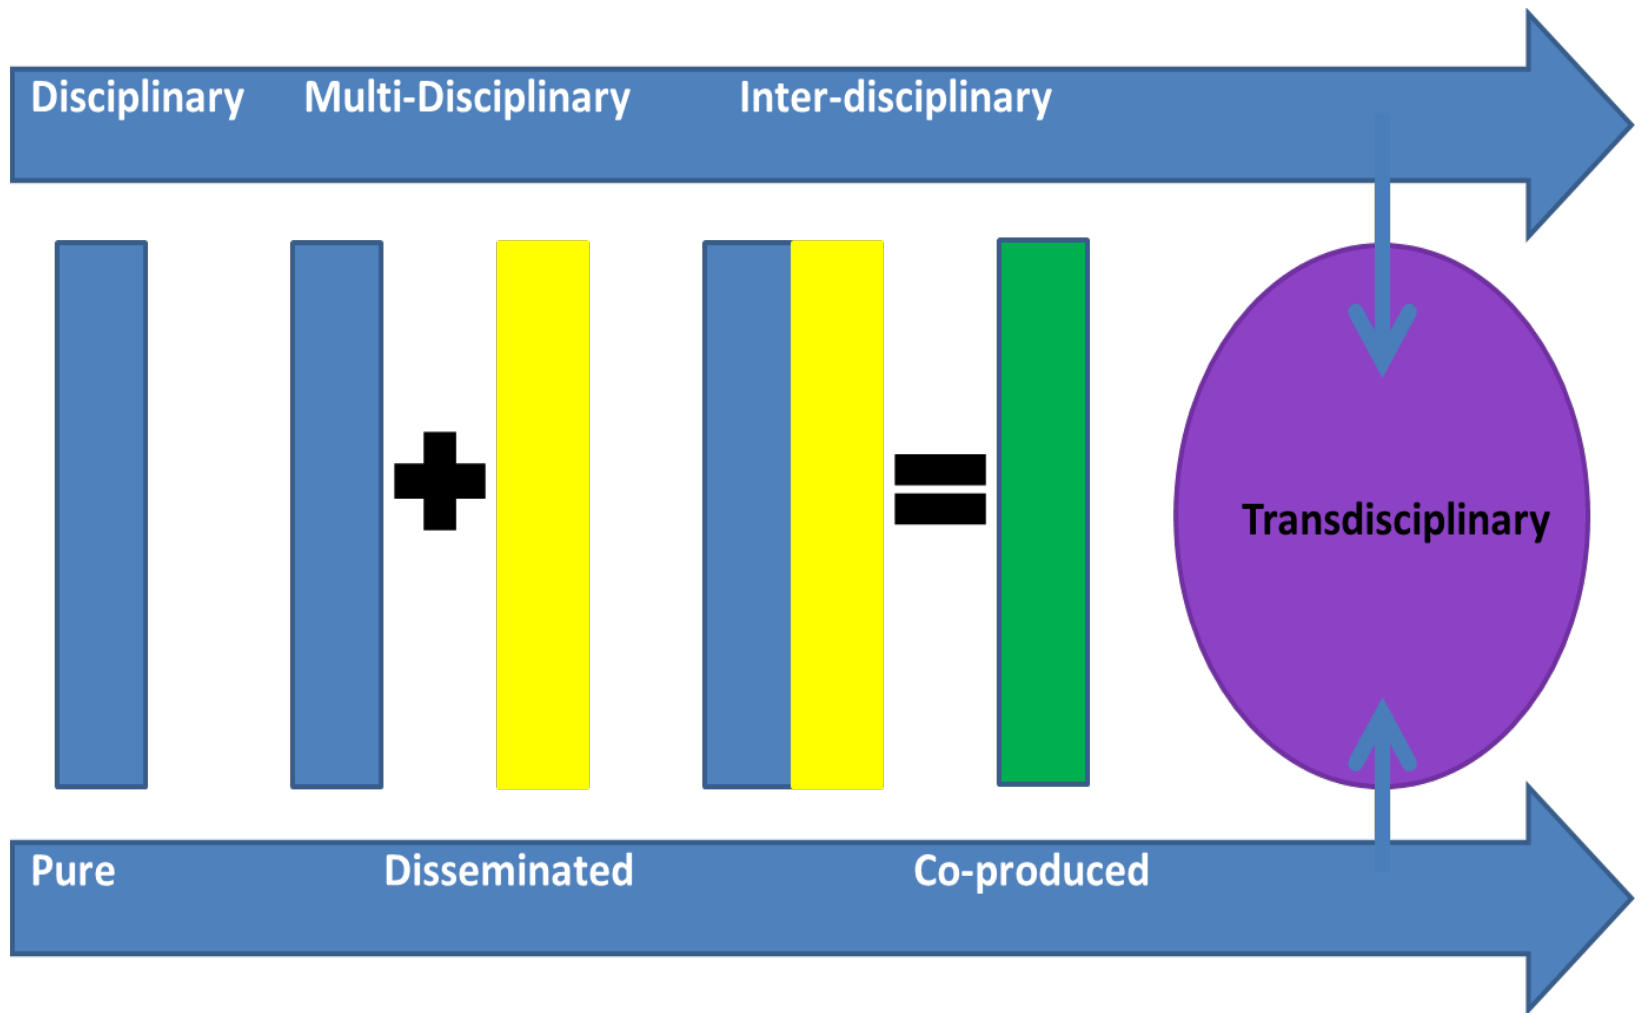 Disciplinary Multi-Disciplinary Inter-disciplinary
Transdisciplinary
Pure Disseminated Co-produced